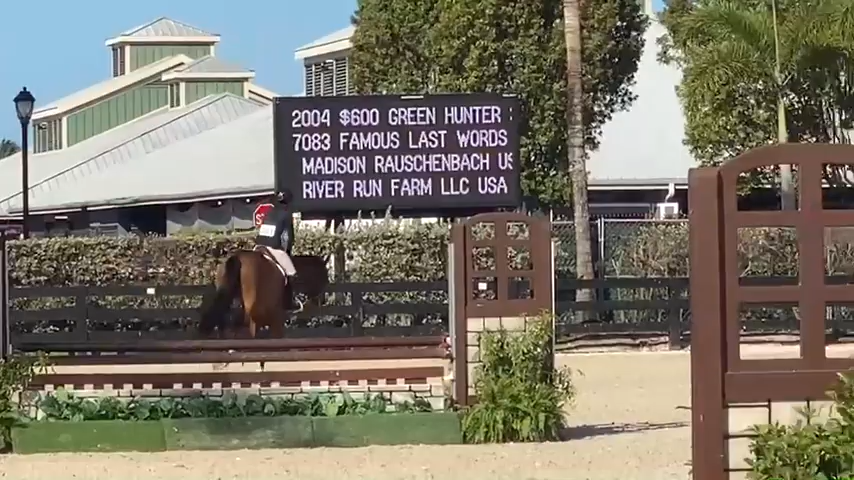 2004 $600 GREEN HUNTER :
7083 FAMOUS LAST WORDS
MADISON RAUSCHENBACH US
RIVER RUN FARM LLC USA